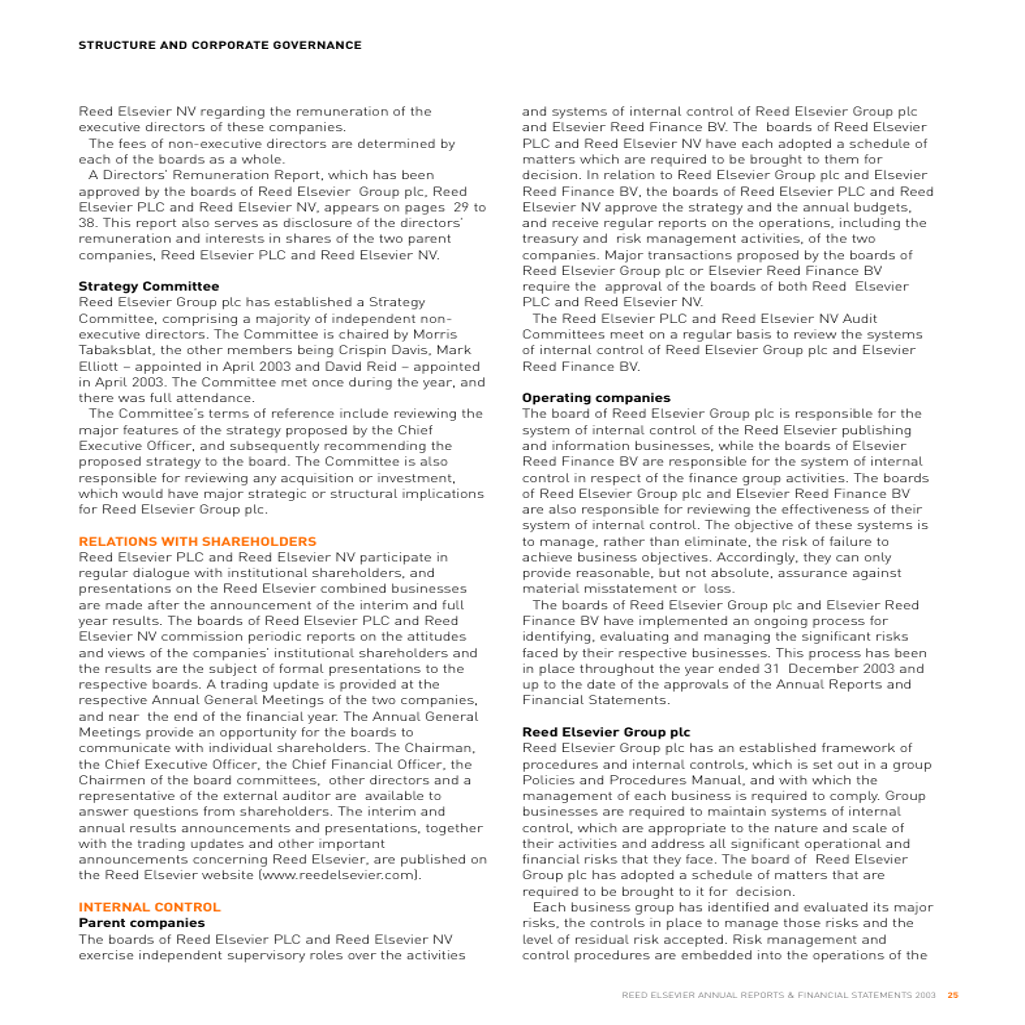 STRUCTURE AND CORPORATE GOVERNANCE
Reed Elsevier NV regarding the remuneration of the
executive directors of these companies.
The fees of non-executive directors are determined by
each of the boards as a whole.
A Directors' Remuneration Report, which has been
approved by the boards of Reed Elsevier Group plc, Reed
Elsevier PLC and Reed Elsevier NV, appears on pages 29 to
38. This report also serves as disclosure of the directors'
remuneration and interests in shares of the two parent
companies, Reed Elsevier PLC and Reed Elsevier NV.
Strategy Committee
Reed Elsevier Group plc has established a Strategy
Committee, comprising a majority of independent non-
executive directors. The Committee is chaired by Morris
Tabaksblat, the other members being Crispin Davis, Mark
Elliott – appointed in April 2003 and David Reid – appointed
in April 2003. The Committee met once during the year, and
there was full attendance.
The Committee's terms of reference include reviewing the
major features of the strategy proposed by the Chief
Executive Officer, and subsequently recommending the
proposed strategy to the board. The Committee is also
responsible for reviewing any acquisition or investment,
which would have major strategic or structural implications
for Reed Elsevier Group plc.
RELATIONS WITH SHAREHOLDERS
Reed Elsevier PLC and Reed Elsevier NV participate in
regular dialogue with institutional shareholders, and
presentations on the Reed Elsevier combined businesses
are made after the announcement of the interim and full
year results. The boards of Reed Elsevier PLC and Reed
Elsevier NV commission periodic reports on the attitudes
and views of the companies' institutional shareholders and
the results are the subject of formal presentations to the
respective boards. A trading update is provided at the
respective Annual General Meetings of the two companies,
and near the end of the financial year. The Annual General
Meetings provide an opportunity for the boards to
communicate with individual shareholders. The Chairman,
the Chief Executive Officer, the Chief Financial Officer, the
Chairmen of the board committees, other directors and a
representative of the external auditor are available to
answer questions from shareholders. The interim and
annual results announcements and presentations, together
with the trading updates and other important
announcements concerning Reed Elsevier, are published on
the Reed Elsevier website (www.reedelsevier.com).
INTERNAL CONTROL
Parent companies
The boards of Reed Elsevier PLC and Reed Elsevier NV
exercise independent supervisory roles over the activities
and systems of internal control of Reed Elsevier Group plc
and Elsevier Reed Finance BV. The boards of Reed Elsevier
PLC and Reed Elsevier NV have each adopted a schedule of
matters which are required to be brought to them for
decision. In relation to Reed Elsevier Group plc and Elsevier
Reed Finance BV, the boards of Reed Elsevier PLC and Reed
Elsevier NV approve the strategy and the annual budgets,
and receive regular reports on the operations, including the
treasury and risk management activities, of the two
companies. Major transactions proposed by the boards of
Reed Elsevier Group plc or Elsevier Reed Finance BV
require the approval of the boards of both Reed Elsevier
PLC and Reed Elsevier NV.
The Reed Elsevier PLC and Reed Elsevier NV Audit
Committees meet on a regular basis to review the systems
of internal control of Reed Elsevier Group plc and Elsevier
Reed Finance BV.
Operating companies
The board of Reed Elsevier Group plc is responsible for the
system of internal control of the Reed Elsevier publishing
and information businesses, while the boards of Elsevier
Reed Finance BV are responsible for the system of internal
control in respect of the finance group activities. The boards
of Reed Elsevier Group plc and Elsevier Reed Finance BV
are also responsible for reviewing the effectiveness of their
system of internal control. The objective of these systems is
to manage, rather than eliminate, the risk of failure to
achieve business objectives. Accordingly, they can only
provide reasonable, but not absolute, assurance against
material misstatement or loss.
The boards of Reed Elsevier Group plc and Elsevier Reed
Finance BV have implemented an ongoing process for
identifying, evaluating and managing the significant risks
faced by their respective businesses. This process has been
in place throughout the year ended 31 December 2003 and
up to the date of the approvals of the Annual Reports and
Financial Statements.
Reed Elsevier Group plc
Reed Elsevier Group plc has an established framework of
procedures and internal controls, which is set out in a group
Policies and Procedures Manual, and with which the
management of each business is required to comply. Group
businesses are required to maintain systems of internal
control, which are appropriate to the nature and scale of
their activities and address all significant operational and
financial risks that they face. The board of Reed Elsevier
Group plc has adopted a schedule of matters that are
required to be brought to it for decision.
Each business group has identified and evaluated its major
risks, the controls in place to manage those risks and the
level of residual risk accepted. Risk management and
control procedures are embedded into the operations of the
REED ELSEVIER ANNUAL REPORTS & FINANCIAL STATEMENTS 2003 25